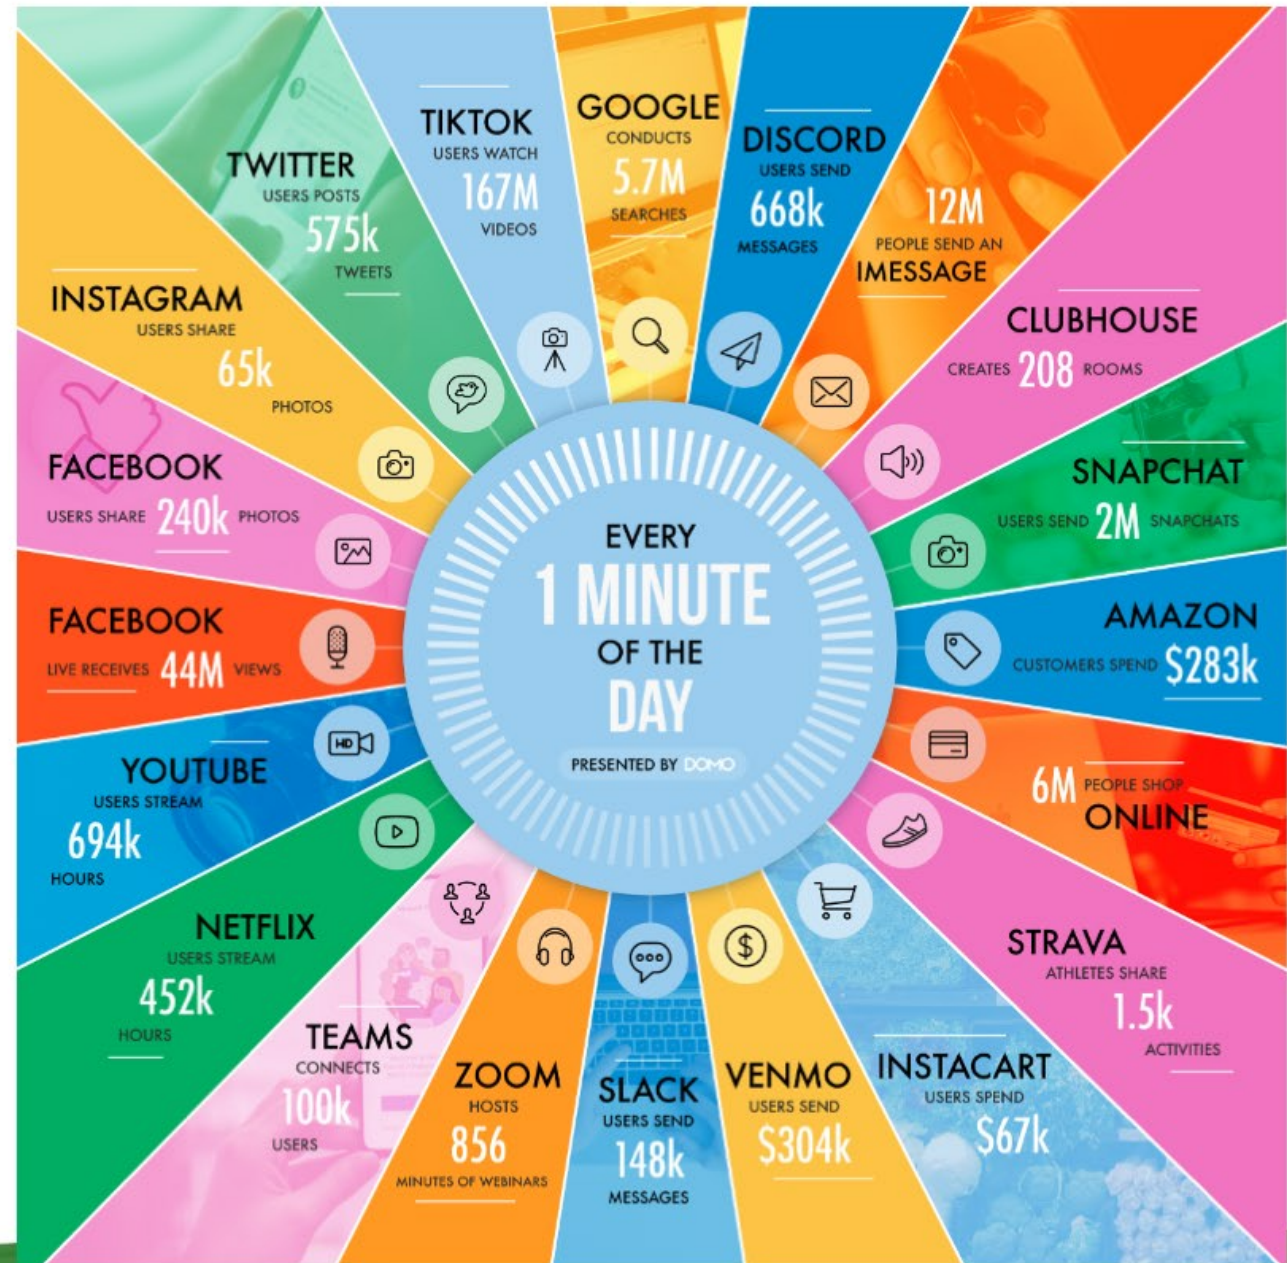 TWITTER
USERS POSTS
575k
TWEETS
TIKTOK
USERS WATCH
167M
VIDEOS
GOOGLE
CONDUCTS
5.7M
SEARCHES
DISCORD
USERS SEND
668k
MESSAGES
12M
PEOPLE SEND AN
IMESSAGE
CLUBHOUSE
CREATES 208 ROOMS
SNAPCHAT
USERS SEND 2M SNAPCHATS
AMAZON
CUSTOMERS SPEND $283k
6M PEOPLE SHOP
ONLINE
STRAVA
ATHLETES SHARE
1.5k
ACTIVITIES
INSTACART
USERS SPEND
$67k
VENMO
USERS SEND
$304k
SLACK
USERS SEND
148k
MESSAGES
ZOOM
HOSTS
856
MINUTES OF WEBINARS
TEAMS
CONNECTS
100k
USERS
NETFLIX
USERS STREAM
452k
HOURS
YOUTUBE
USERS STREAM
694k
HOURS
HD
FACEBOOK
LIVE RECEIVES 44M VIEWS
FACEBOOK
USERS SHARE 240k PHOTOS
INSTAGRAM
USERS SHARE
65k
PHOTOS
EVERY
1 MINUTE
OF THE
DAY
PRESENTED BY DOMO